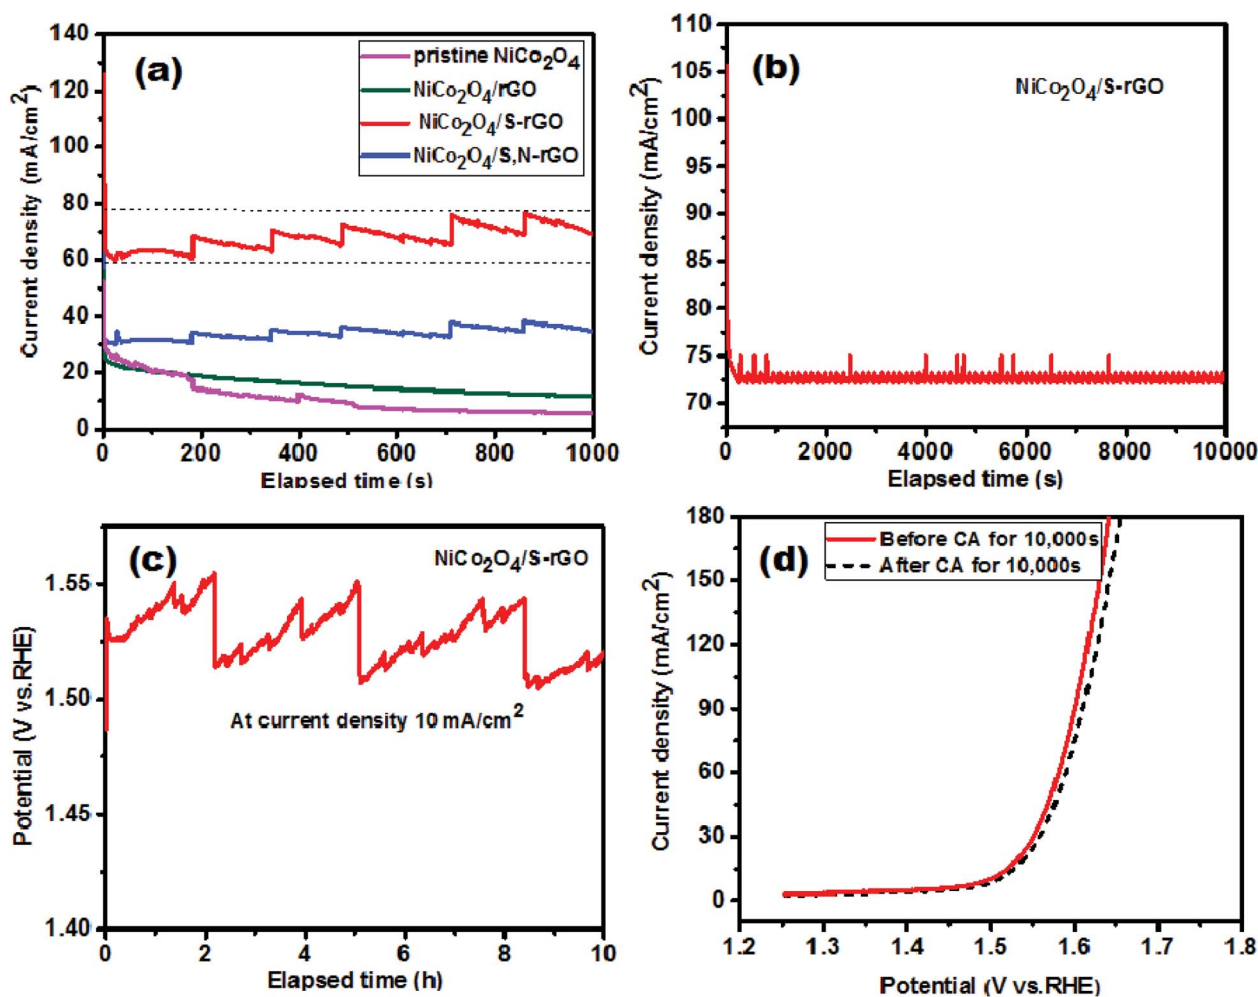 (a)
pristine NiCo2O4
NiCo2O4/rGO
NiCo2O4/S-rGO
NiCo2O4/S,N-rGO
Current density (mA/cm2)
140
120
100
80
60
40
20
0
0 200 400 600 800 1000
Elapsed time (s)
(b)
NiCo2O4/S-rGO
Current density (mA/cm2)
110
105
100
95
90
85
80
75
70
0 2000 4000 6000 8000 10000
Elapsed time (s)
(c)
NiCo2O4/S-rGO
At current density 10 mA/cm2
Potential (V vs.RHE)
1.55
1.50
1.45
1.40
0 2 4 6 8 10
Elapsed time (h)
(d)
Before CA for 10,000s
After CA for 10,000s
Current density (mA/cm2)
180
150
120
90
60
30
0
1.2 1.3 1.4 1.5 1.6 1.7 1.8
Potential (V vs.RHE)